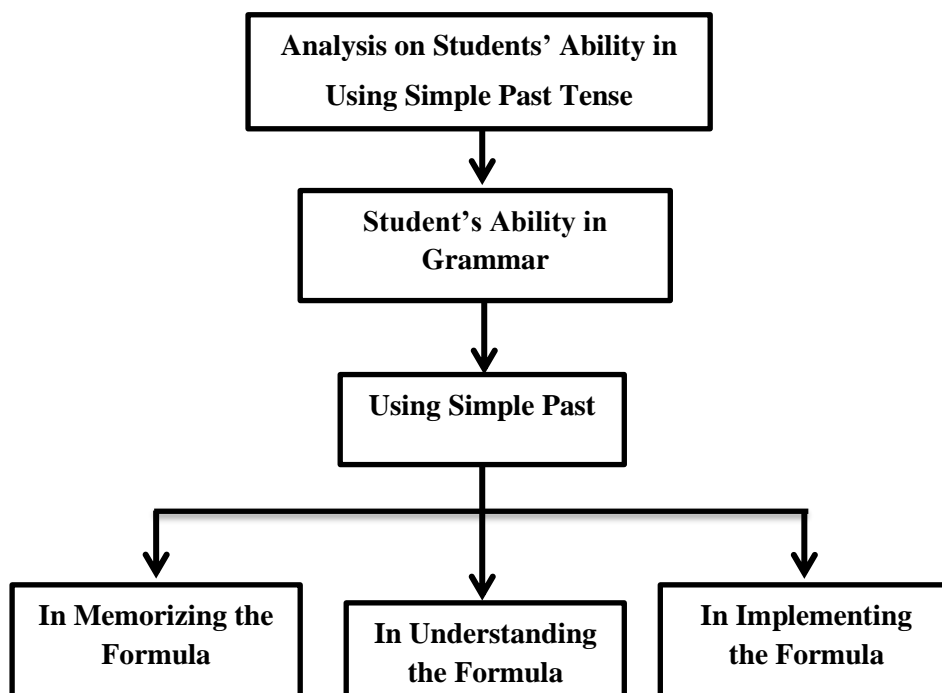 Analysis on Students’ Ability in
Using Simple Past Tense
Student’s Ability in
Grammar
Using Simple Past
In Memorizing the
Formula
In Understanding
the Formula
In Implementing
the Formula